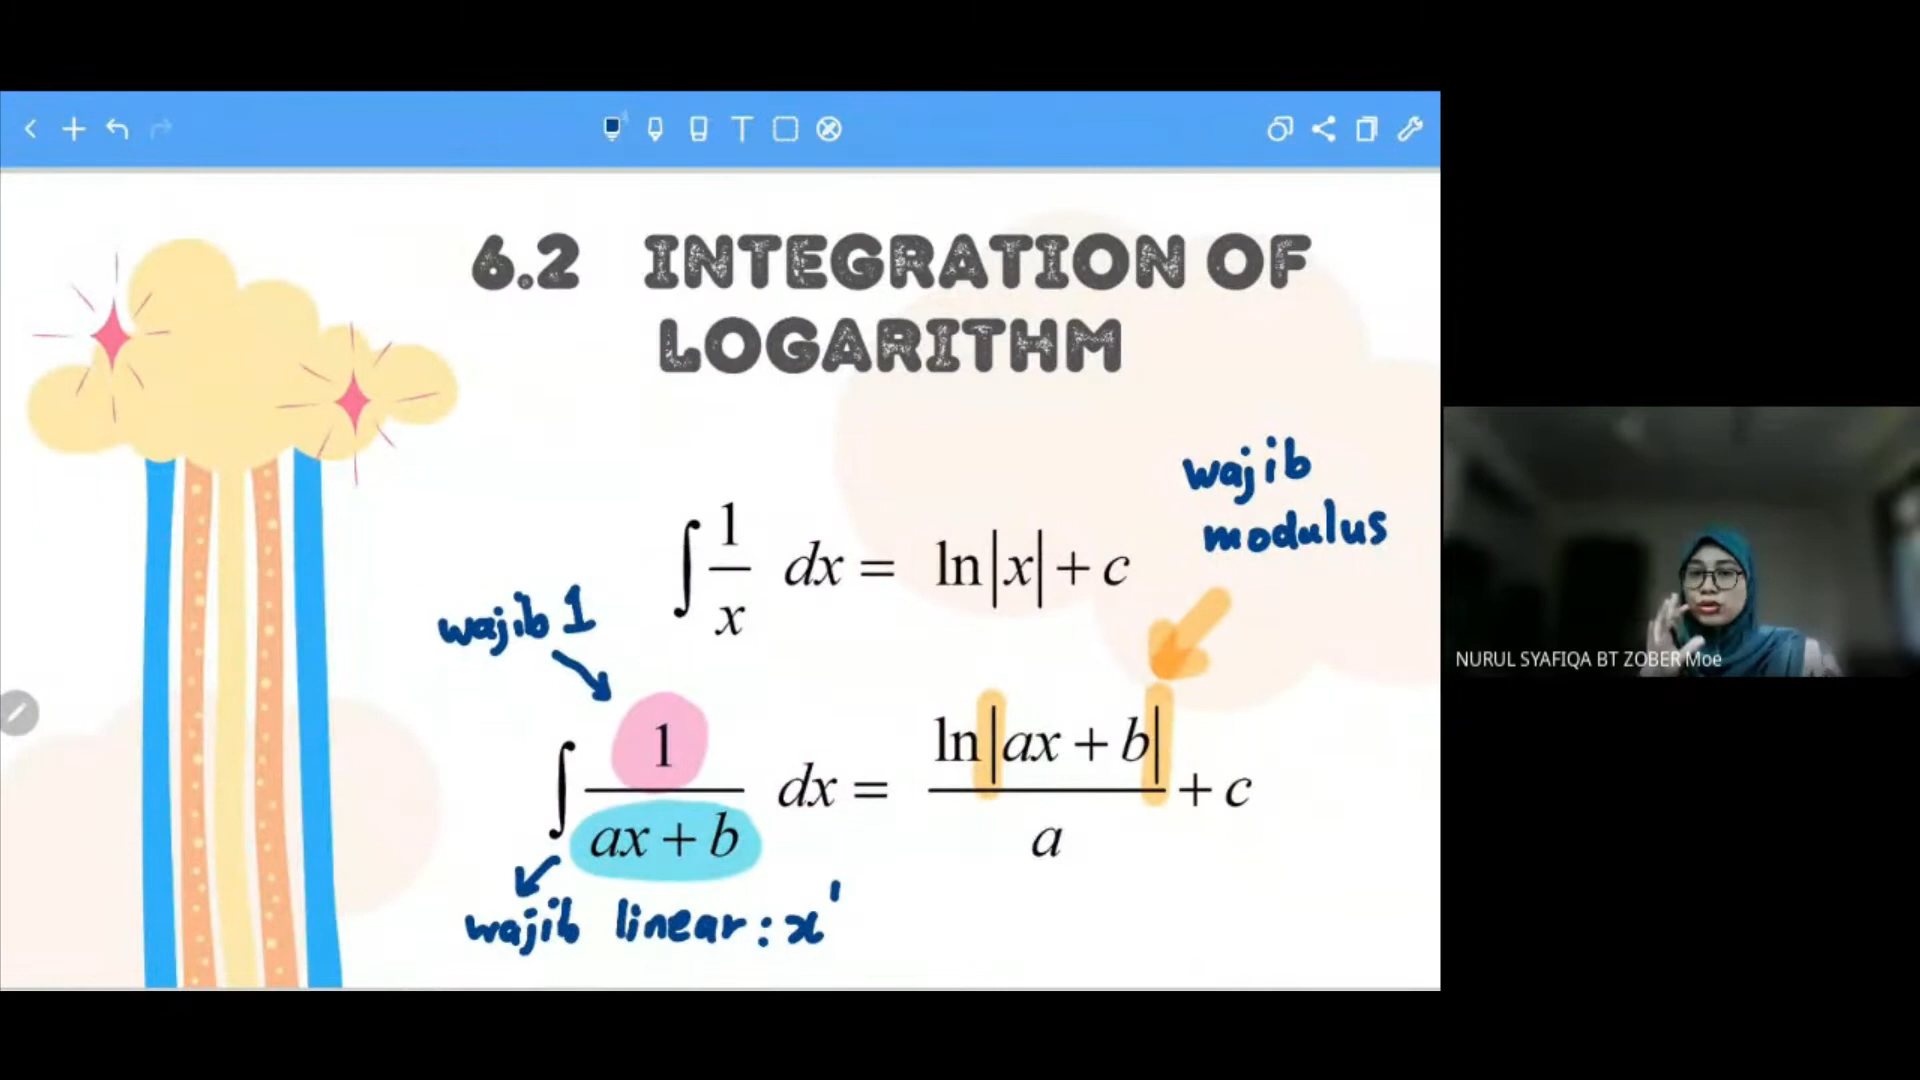 6.2 INTEGRATION OF
LOGARITHM
wajib
modulus
∫ 1/x dx = ln|x| + c
wajib 1
∫ 1/(ax + b) dx = ln|ax + b|/a + c
wajib linear : x¹
NURUL SYAFIQA BT ZOBER Moe